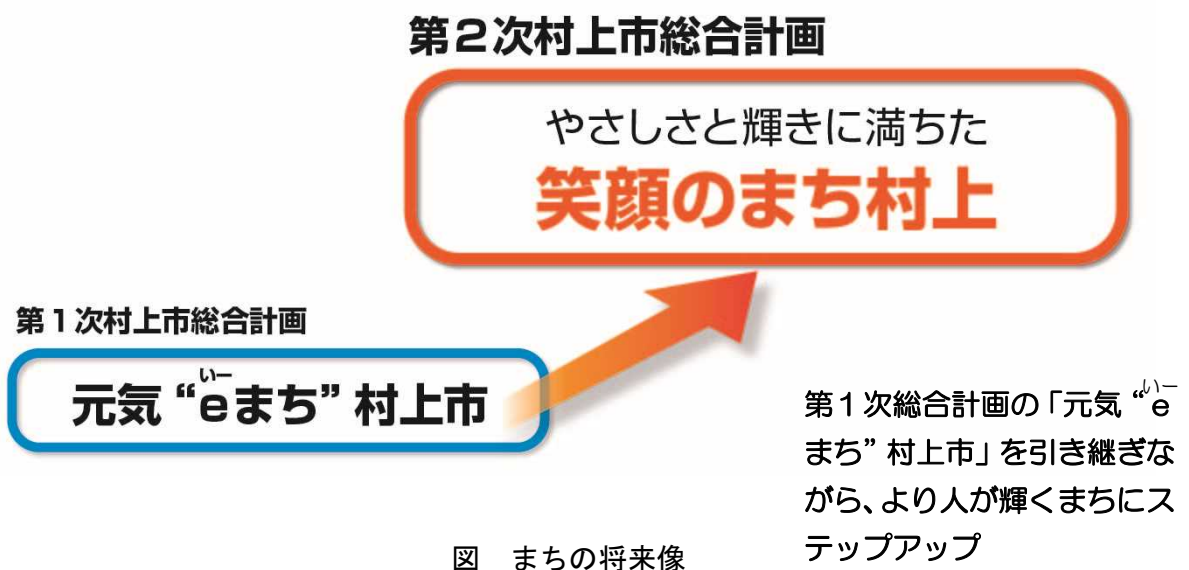 第２次村上市総合計画
やさしさと輝きに満ちた
笑顔のまち村上
第１次村上市総合計画
いー
元気“eまち”村上市
いー
第１次総合計画の「元気“e
まち”村上市」を引き継ぎな
がら、より人が輝くまちにス
テップアップ
図　まちの将来像